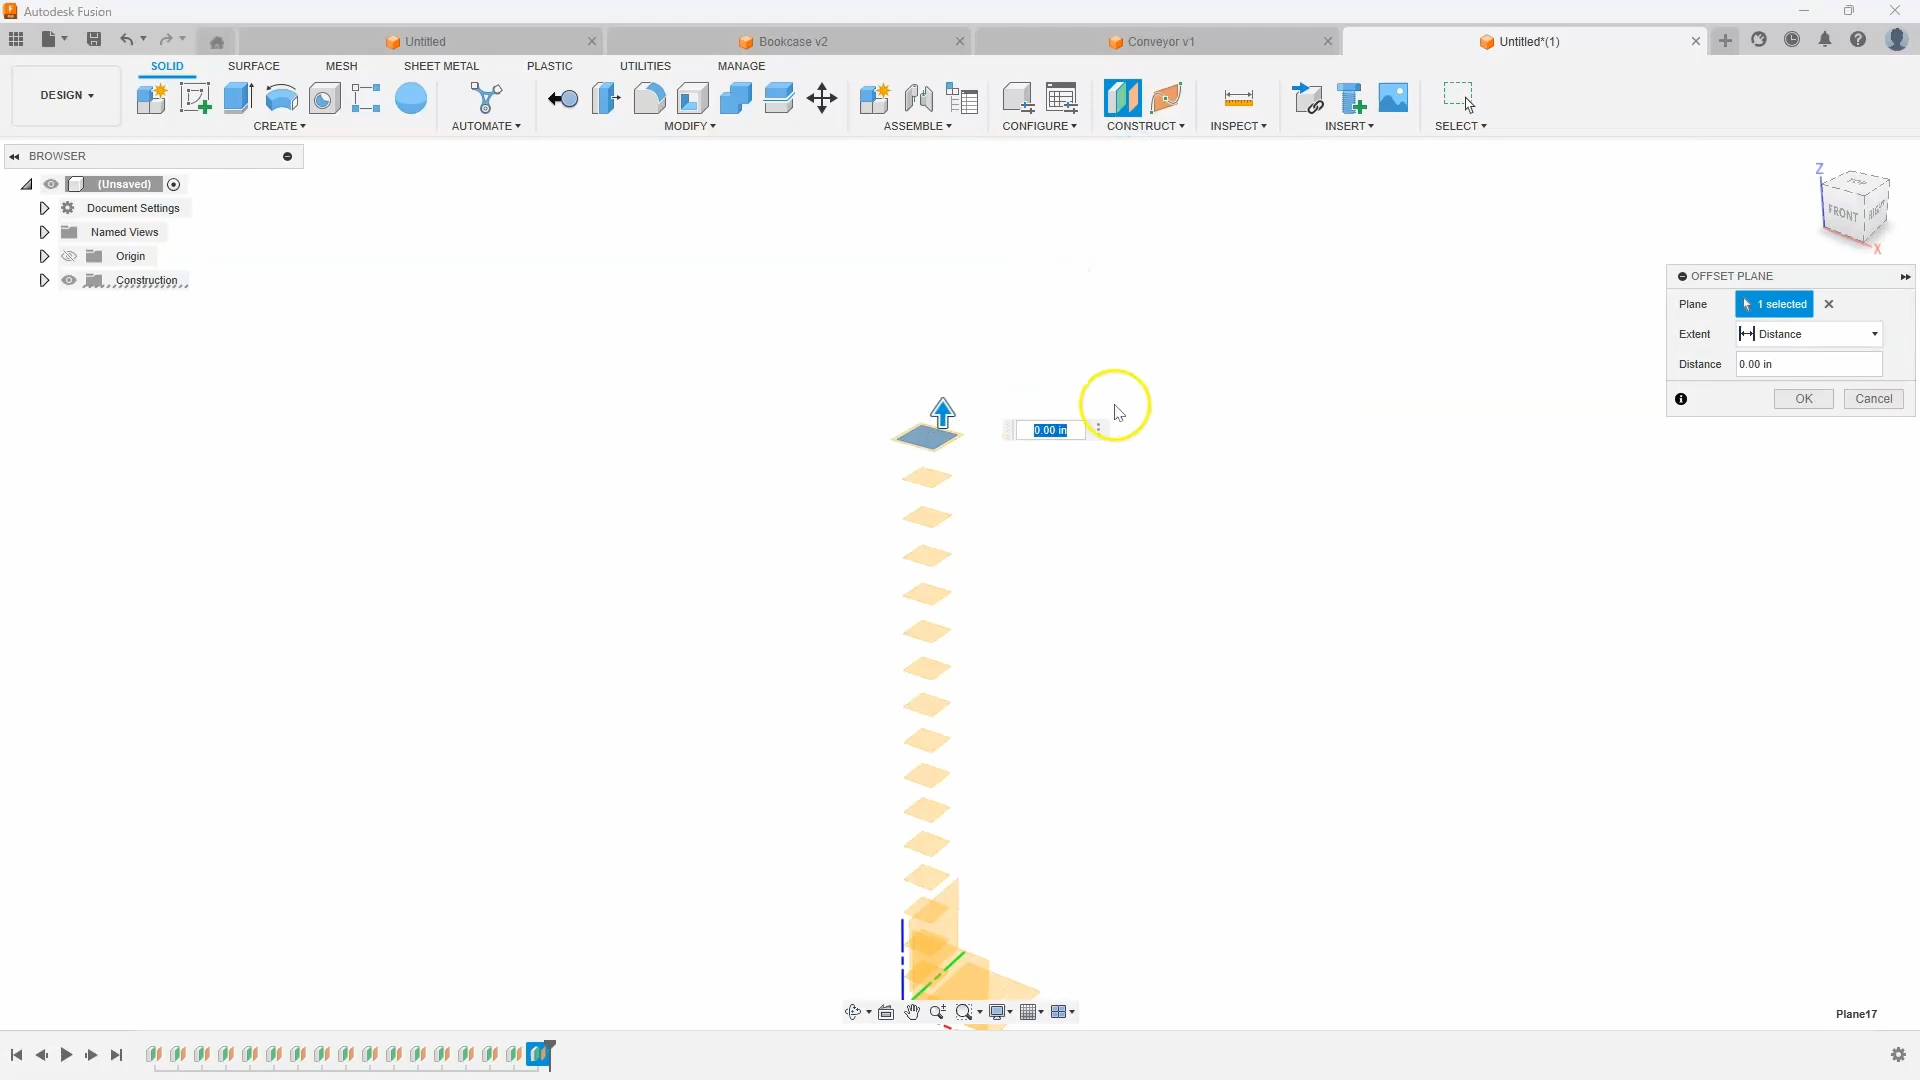 Autodesk Fusion
Untitled
Bookcase v2
Conveyor v1
Untitled*(1)
DESIGN
SOLID
SURFACE
MESH
SHEET METAL
PLASTIC
UTILITIES
MANAGE
CREATE
AUTOMATE
MODIFY
ASSEMBLE
CONFIGURE
CONSTRUCT
INSPECT
INSERT
SELECT
BROWSER
(Unsaved)
Document Settings
Named Views
Origin
Construction
Z
TOP
FRONT
RIGHT
X
OFFSET PLANE
Plane
1 selected
Extent
Distance
Distance
0.00 in
OK
Cancel
0.00 in
Plane17